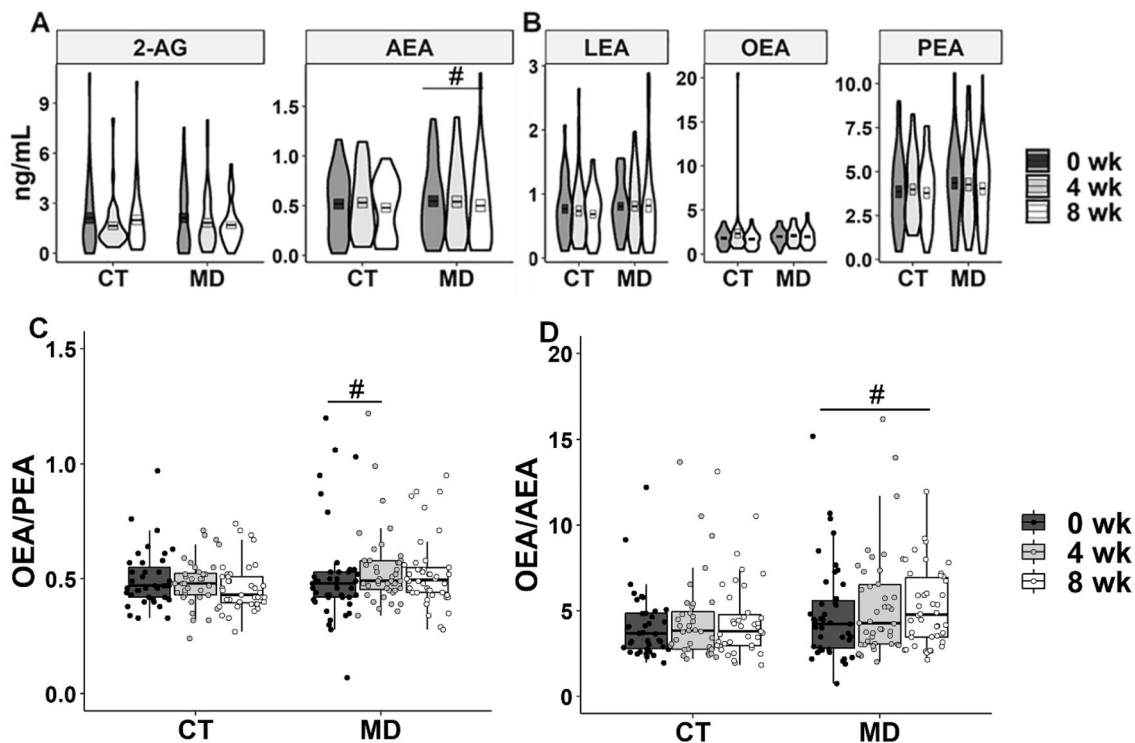 A
2-AG
AEA
B
LEA
OEA
PEA
ng/mL
9
6
3
0
CT
MD
1.5
1.0
0.5
0.0
#
CT
MD
3
2
1
0
CT
MD
20
15
10
5
0
CT
MD
10.0
7.5
5.0
2.5
0.0
CT
MD
0 wk
4 wk
8 wk
C
OEA/PEA
1.5
1.0
0.5
0.0
#
CT
MD
D
OEA/AEA
20
15
10
5
0
#
CT
MD
0 wk
4 wk
8 wk